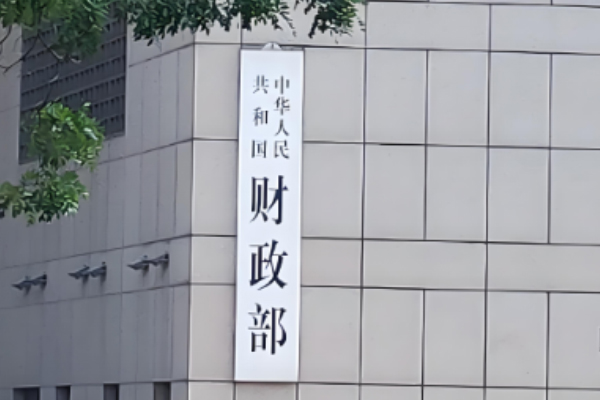 中华人民
共和国
财政部